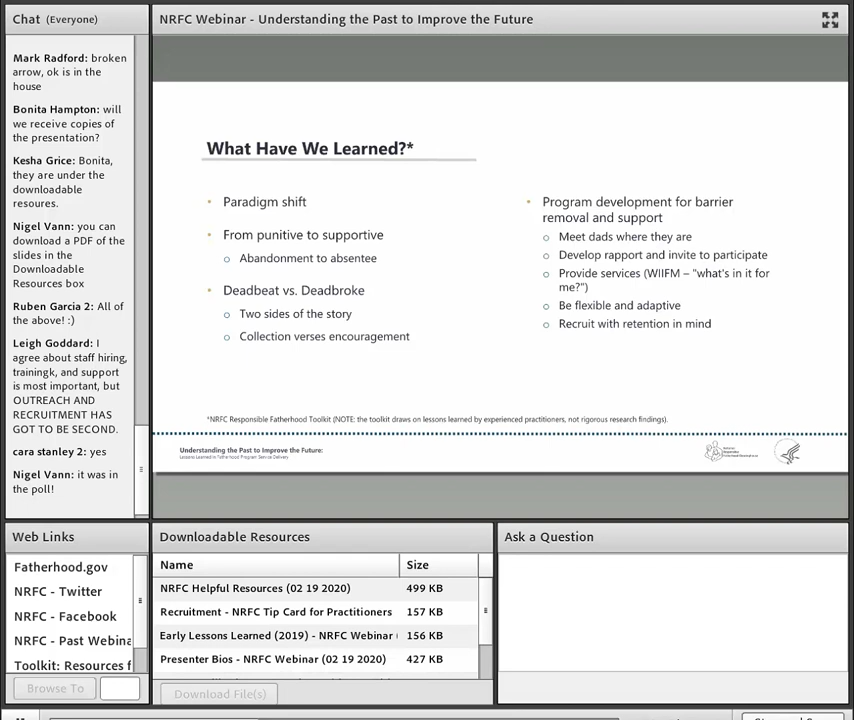 Chat (Everyone)
Mark Radford: broken
arrow, ok is in the
house
Bonita Hampton: will
we receive copies of
the presentation?
Kesha Grice: Bonita,
they are under the
downloadable
resoures.
Nigel Vann: you can
download a PDF of the
slides in the
Downloadable
Resources box
Ruben Garcia 2: All of
the above! :)
Leigh Goddard: I
agree about staff hiring,
trainingk, and support
is most important, but
OUTREACH AND
RECRUITMENT HAS
GOT TO BE SECOND.
cara stanley 2: yes
Nigel Vann: it was in
the poll!
NRFC Webinar - Understanding the Past to Improve the Future
What Have We Learned?*
Paradigm shift
From punitive to supportive
Abandonment to absentee
Deadbeat vs. Deadbroke
Two sides of the story
Collection verses encouragement
Program development for barrier
removal and support
Meet dads where they are
Develop rapport and invite to participate
Provide services (WIIFM – "what's in it for
me?")
Be flexible and adaptive
Recruit with retention in mind
*NRFC Responsible Fatherhood Toolkit (NOTE: the toolkit draws on lessons learned by experienced practitioners, not rigorous research findings).
Understanding the Past to Improve the Future:
Lessons Learned in Fatherhood Program Service Delivery
Web Links
Fatherhood.gov
NRFC - Twitter
NRFC - Facebook
NRFC - Past Webina
Toolkit: Resources f
Browse To
Downloadable Resources
Name Size
NRFC Helpful Resources (02 19 2020) 499 KB
Recruitment - NRFC Tip Card for Practitioners 157 KB
Early Lessons Learned (2019) - NRFC Webinar 156 KB
Presenter Bios - NRFC Webinar (02 19 2020) 427 KB
Download File(s)
Ask a Question